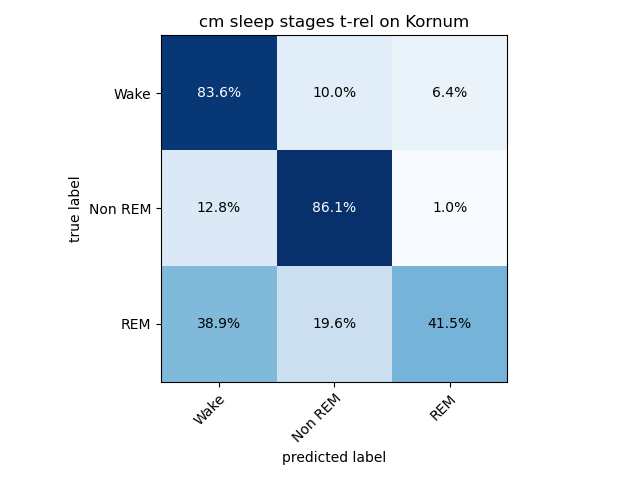 cm sleep stages t-rel on Kornum
Wake 83.6% 10.0% 6.4%
true label
Non REM 12.8% 86.1% 1.0%
REM 38.9% 19.6% 41.5%
Wake Non REM REM
predicted label